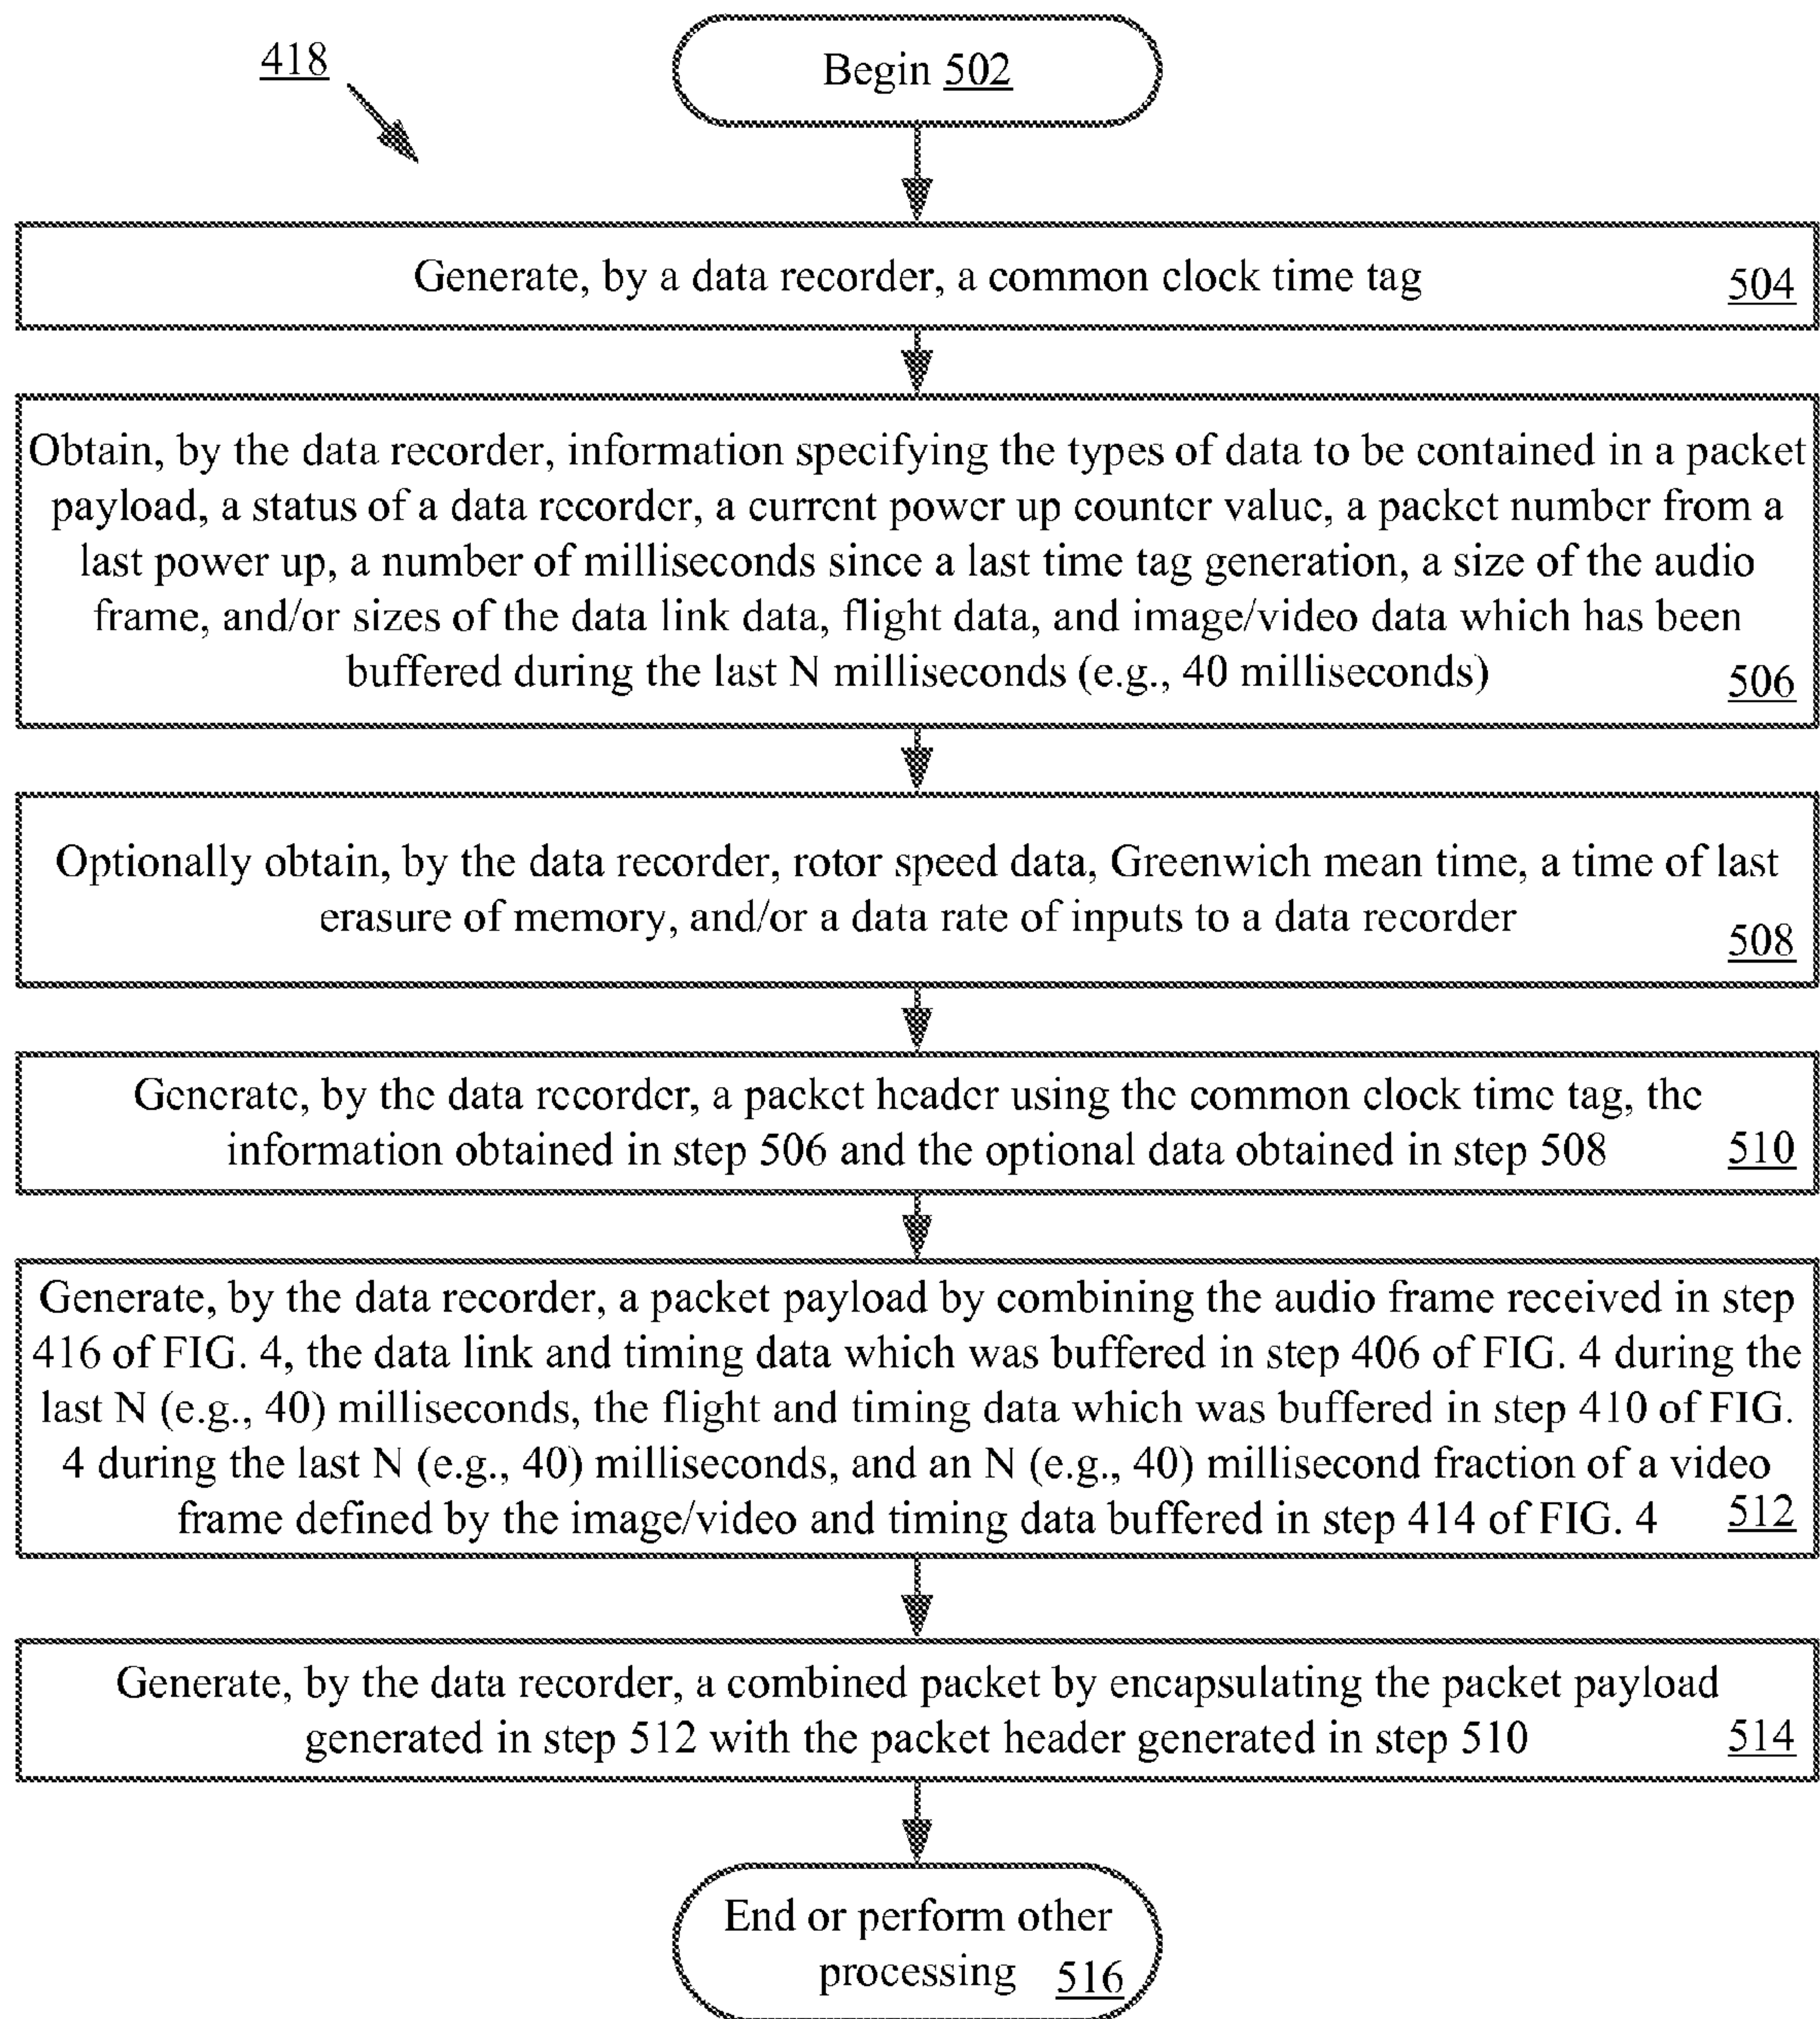 418
Begin 502
Generate, by a data recorder, a common clock time tag
504
Obtain, by the data recorder, information specifying the types of data to be contained in a packet
payload, a status of a data recorder, a current power up counter value, a packet number from a
last power up, a number of milliseconds since a last time tag generation, a size of the audio
frame, and/or sizes of the data link data, flight data, and image/video data which has been
buffered during the last N milliseconds (e.g., 40 milliseconds)
506
Optionally obtain, by the data recorder, rotor speed data, Greenwich mean time, a time of last
erasure of memory, and/or a data rate of inputs to a data recorder
508
Generate, by the data recorder, a packet header using the common clock time tag, the
information obtained in step 506 and the optional data obtained in step 508
510
Generate, by the data recorder, a packet payload by combining the audio frame received in step
416 of FIG. 4, the data link and timing data which was buffered in step 406 of FIG. 4 during the
last N (e.g., 40) milliseconds, the flight and timing data which was buffered in step 410 of FIG.
4 during the last N (e.g., 40) milliseconds, and an N (e.g., 40) millisecond fraction of a video
frame defined by the image/video and timing data buffered in step 414 of FIG. 4
512
Generate, by the data recorder, a combined packet by encapsulating the packet payload
generated in step 512 with the packet header generated in step 510
514
End or perform other
processing 516